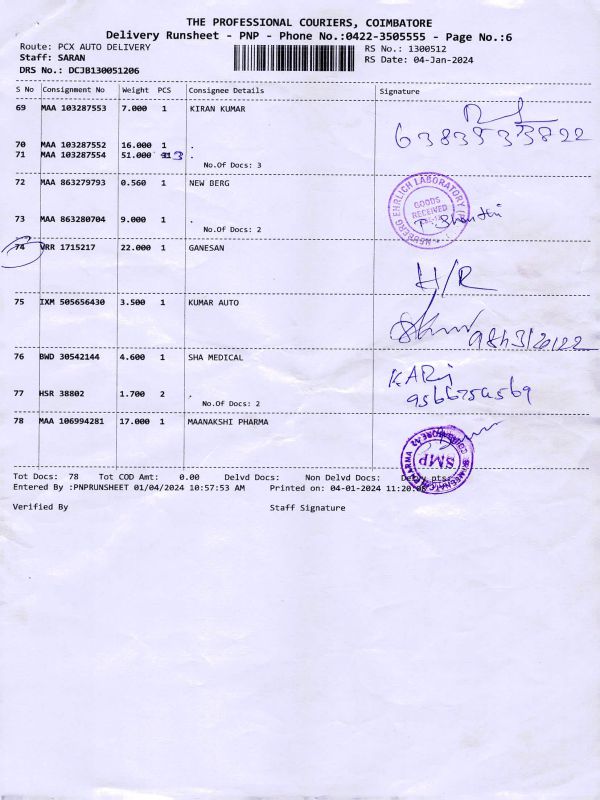 THE PROFESSIONAL COURIERS, COIMBATORE
Delivery Runsheet - PNP - Phone No.:0422-3505555 - Page No.:6
Route: PCX AUTO DELIVERY RS No.: 1300512
Staff: SARAN RS Date: 04-Jan-2024
DRS No.: DCJB130051206
S No Consignment No Weight PCS Consignee Details Signature
69 MAA 103287553 7.000 1 KIRAN KUMAR
70 MAA 103287552 16.000 1 .
71 MAA 103287554 51.000 3 .
No.Of Docs: 3
72 MAA 863279793 0.560 1 NEW BERG
GOODS RECEIVED
73 MAA 863280704 9.000 1 .
No.Of Docs: 2
74 VRR 1715217 22.000 1 GANESAN
H/R
75 IXM 505656430 3.500 1 KUMAR AUTO
76 BWD 30542144 4.600 1 SHA MEDICAL
77 HSR 38802 1.700 2 .
No.Of Docs: 2
78 MAA 106994281 17.000 1 MAANAKSHI PHARMA
SMP
Tot Docs: 78 Tot COD Amt: 0.00 Delvd Docs: Non Delvd Docs:
Entered By :PNPRUNSHEET 01/04/2024 10:57:53 AM Printed on: 04-01-2024
Verified By Staff Signature